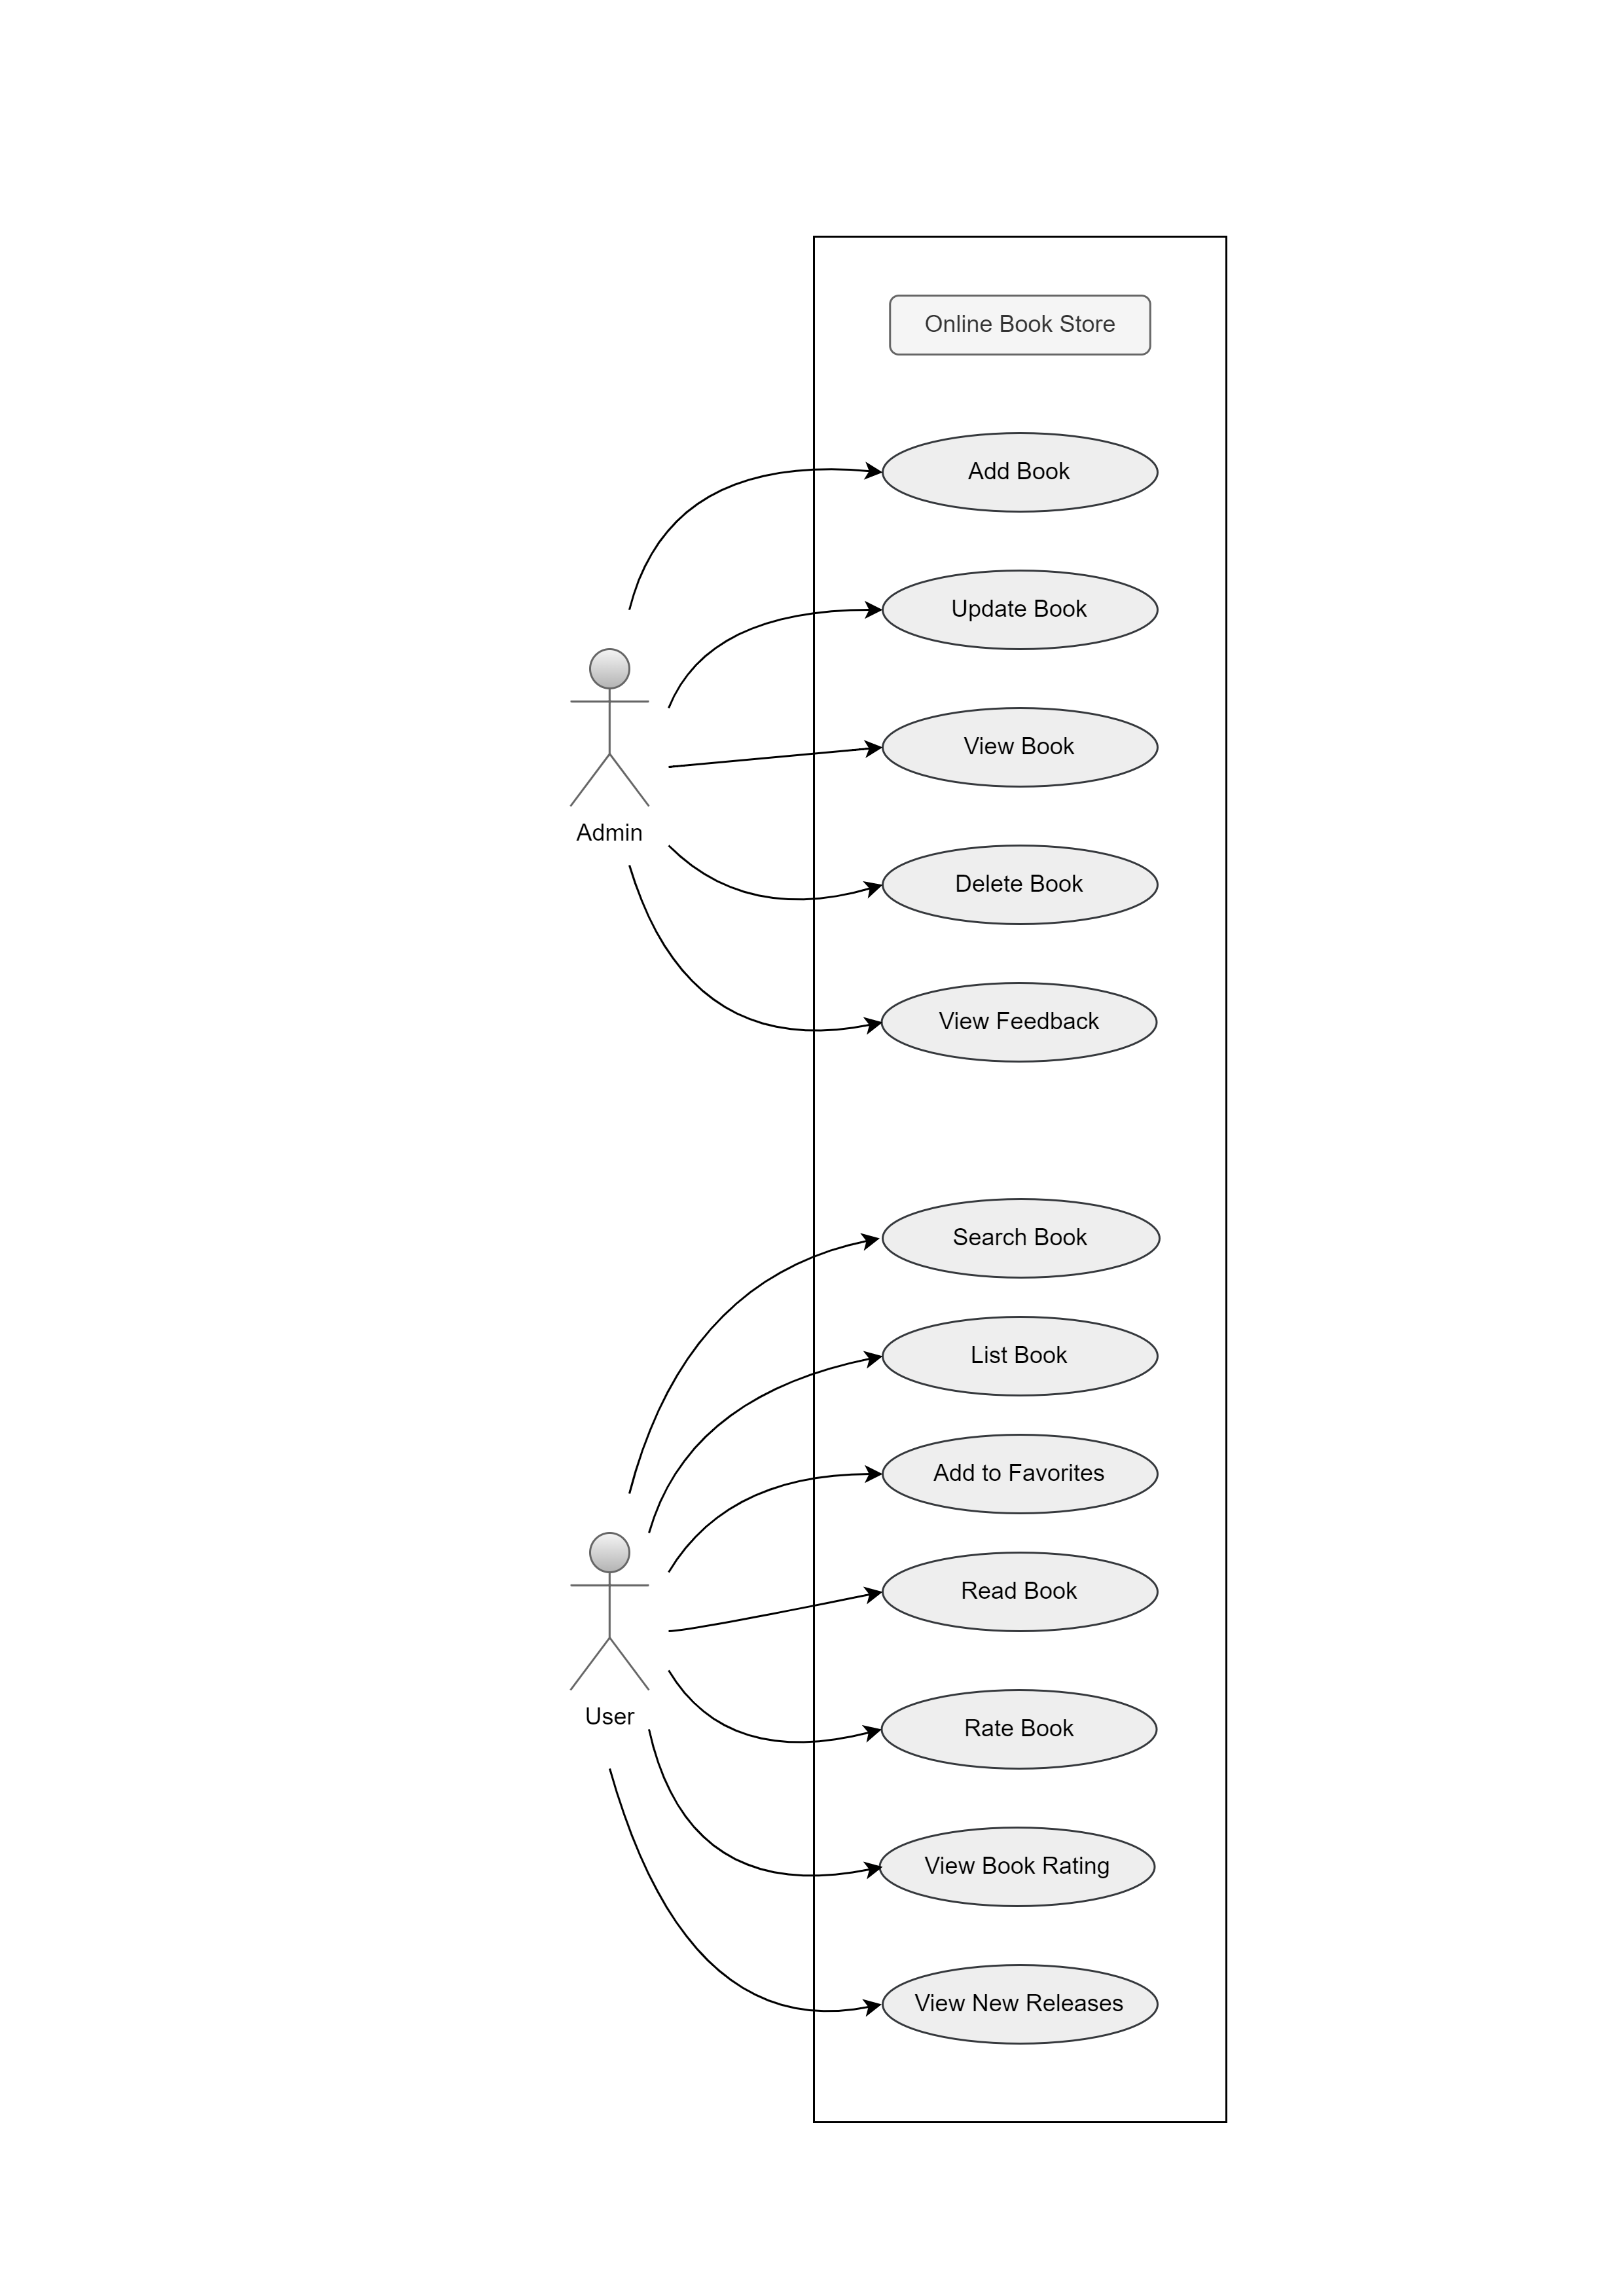 Online Book Store
Add Book
Update Book
View Book
Admin
Delete Book
View Feedback
Search Book
List Book
Add to Favorites
Read Book
User
Rate Book
View Book Rating
View New Releases